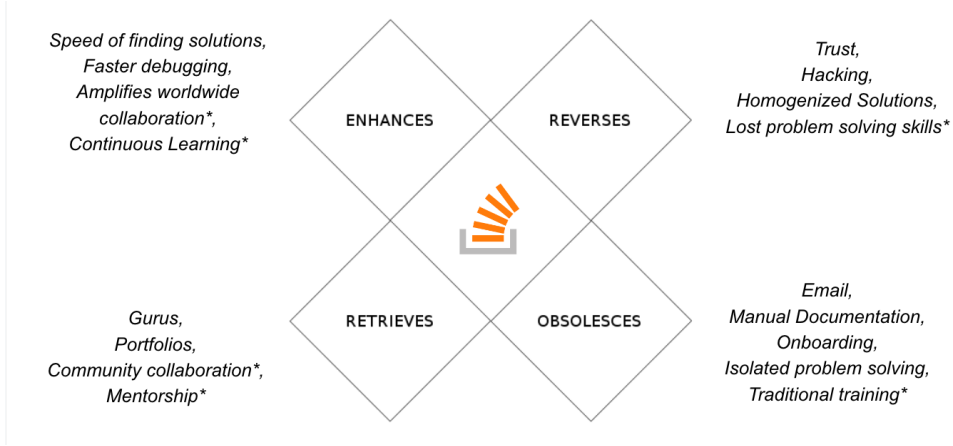 Speed of finding solutions,
Faster debugging,
Amplifies worldwide
collaboration*,
Continuous Learning*
ENHANCES
REVERSES
Trust,
Hacking,
Homogenized Solutions,
Lost problem solving skills*
Gurus,
Portfolios,
Community collaboration*,
Mentorship*
RETRIEVES
OBSOLESCES
Email,
Manual Documentation,
Onboarding,
Isolated problem solving,
Traditional training*